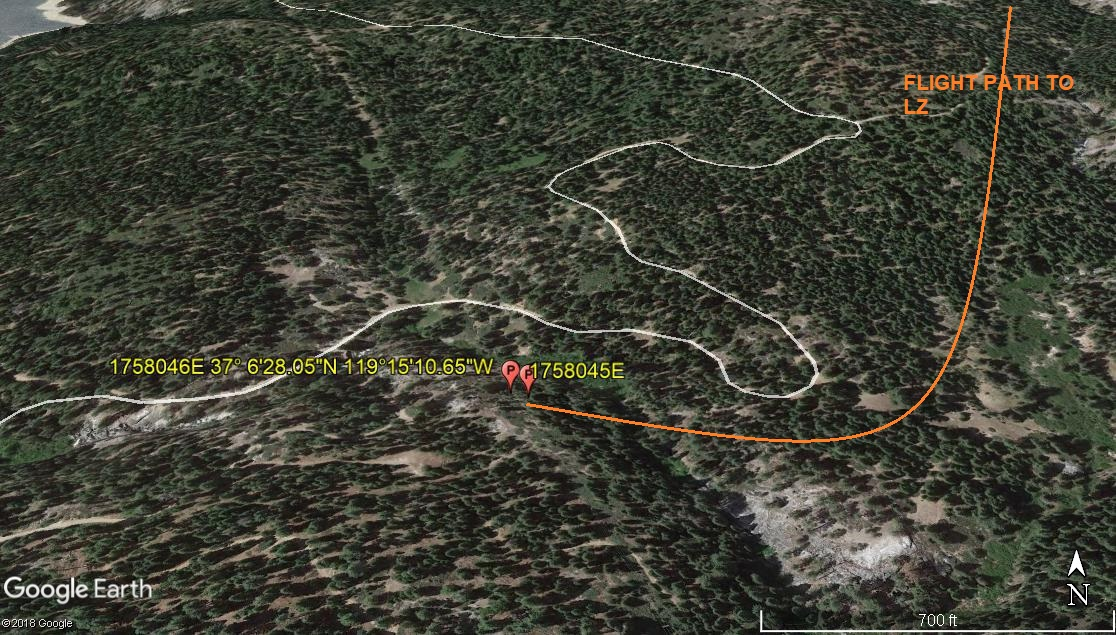 FLIGHT PATH TO
LZ
1758046E 37° 6'28.05"N 119°15'10.65"W
P
1758045E
Google Earth
©2018 Google
N
700 ft